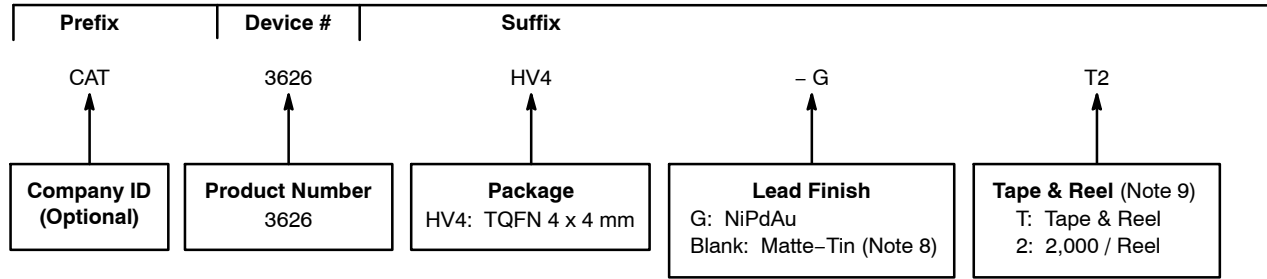 Prefix Device # Suffix
CAT 3626 HV4 − G T2
Company ID
(Optional)
Product Number
3626
Package
HV4: TQFN 4 x 4 mm
Lead Finish
G: NiPdAu
Blank: Matte−Tin (Note 8)
Tape & Reel (Note 9)
T: Tape & Reel
2: 2,000 / Reel